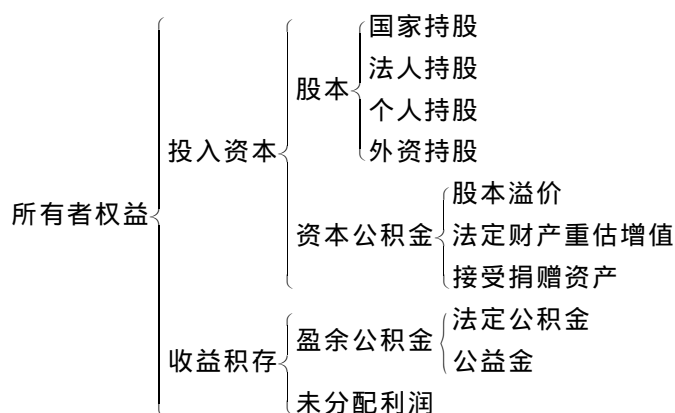 国家持股
法人持股
股本
个人持股
外资持股
投入资本
股本溢价
所有者权益
资本公积金
法定财产重估增值
接受捐赠资产
法定公积金
盈余公积金
公益金
收益积存
未分配利润